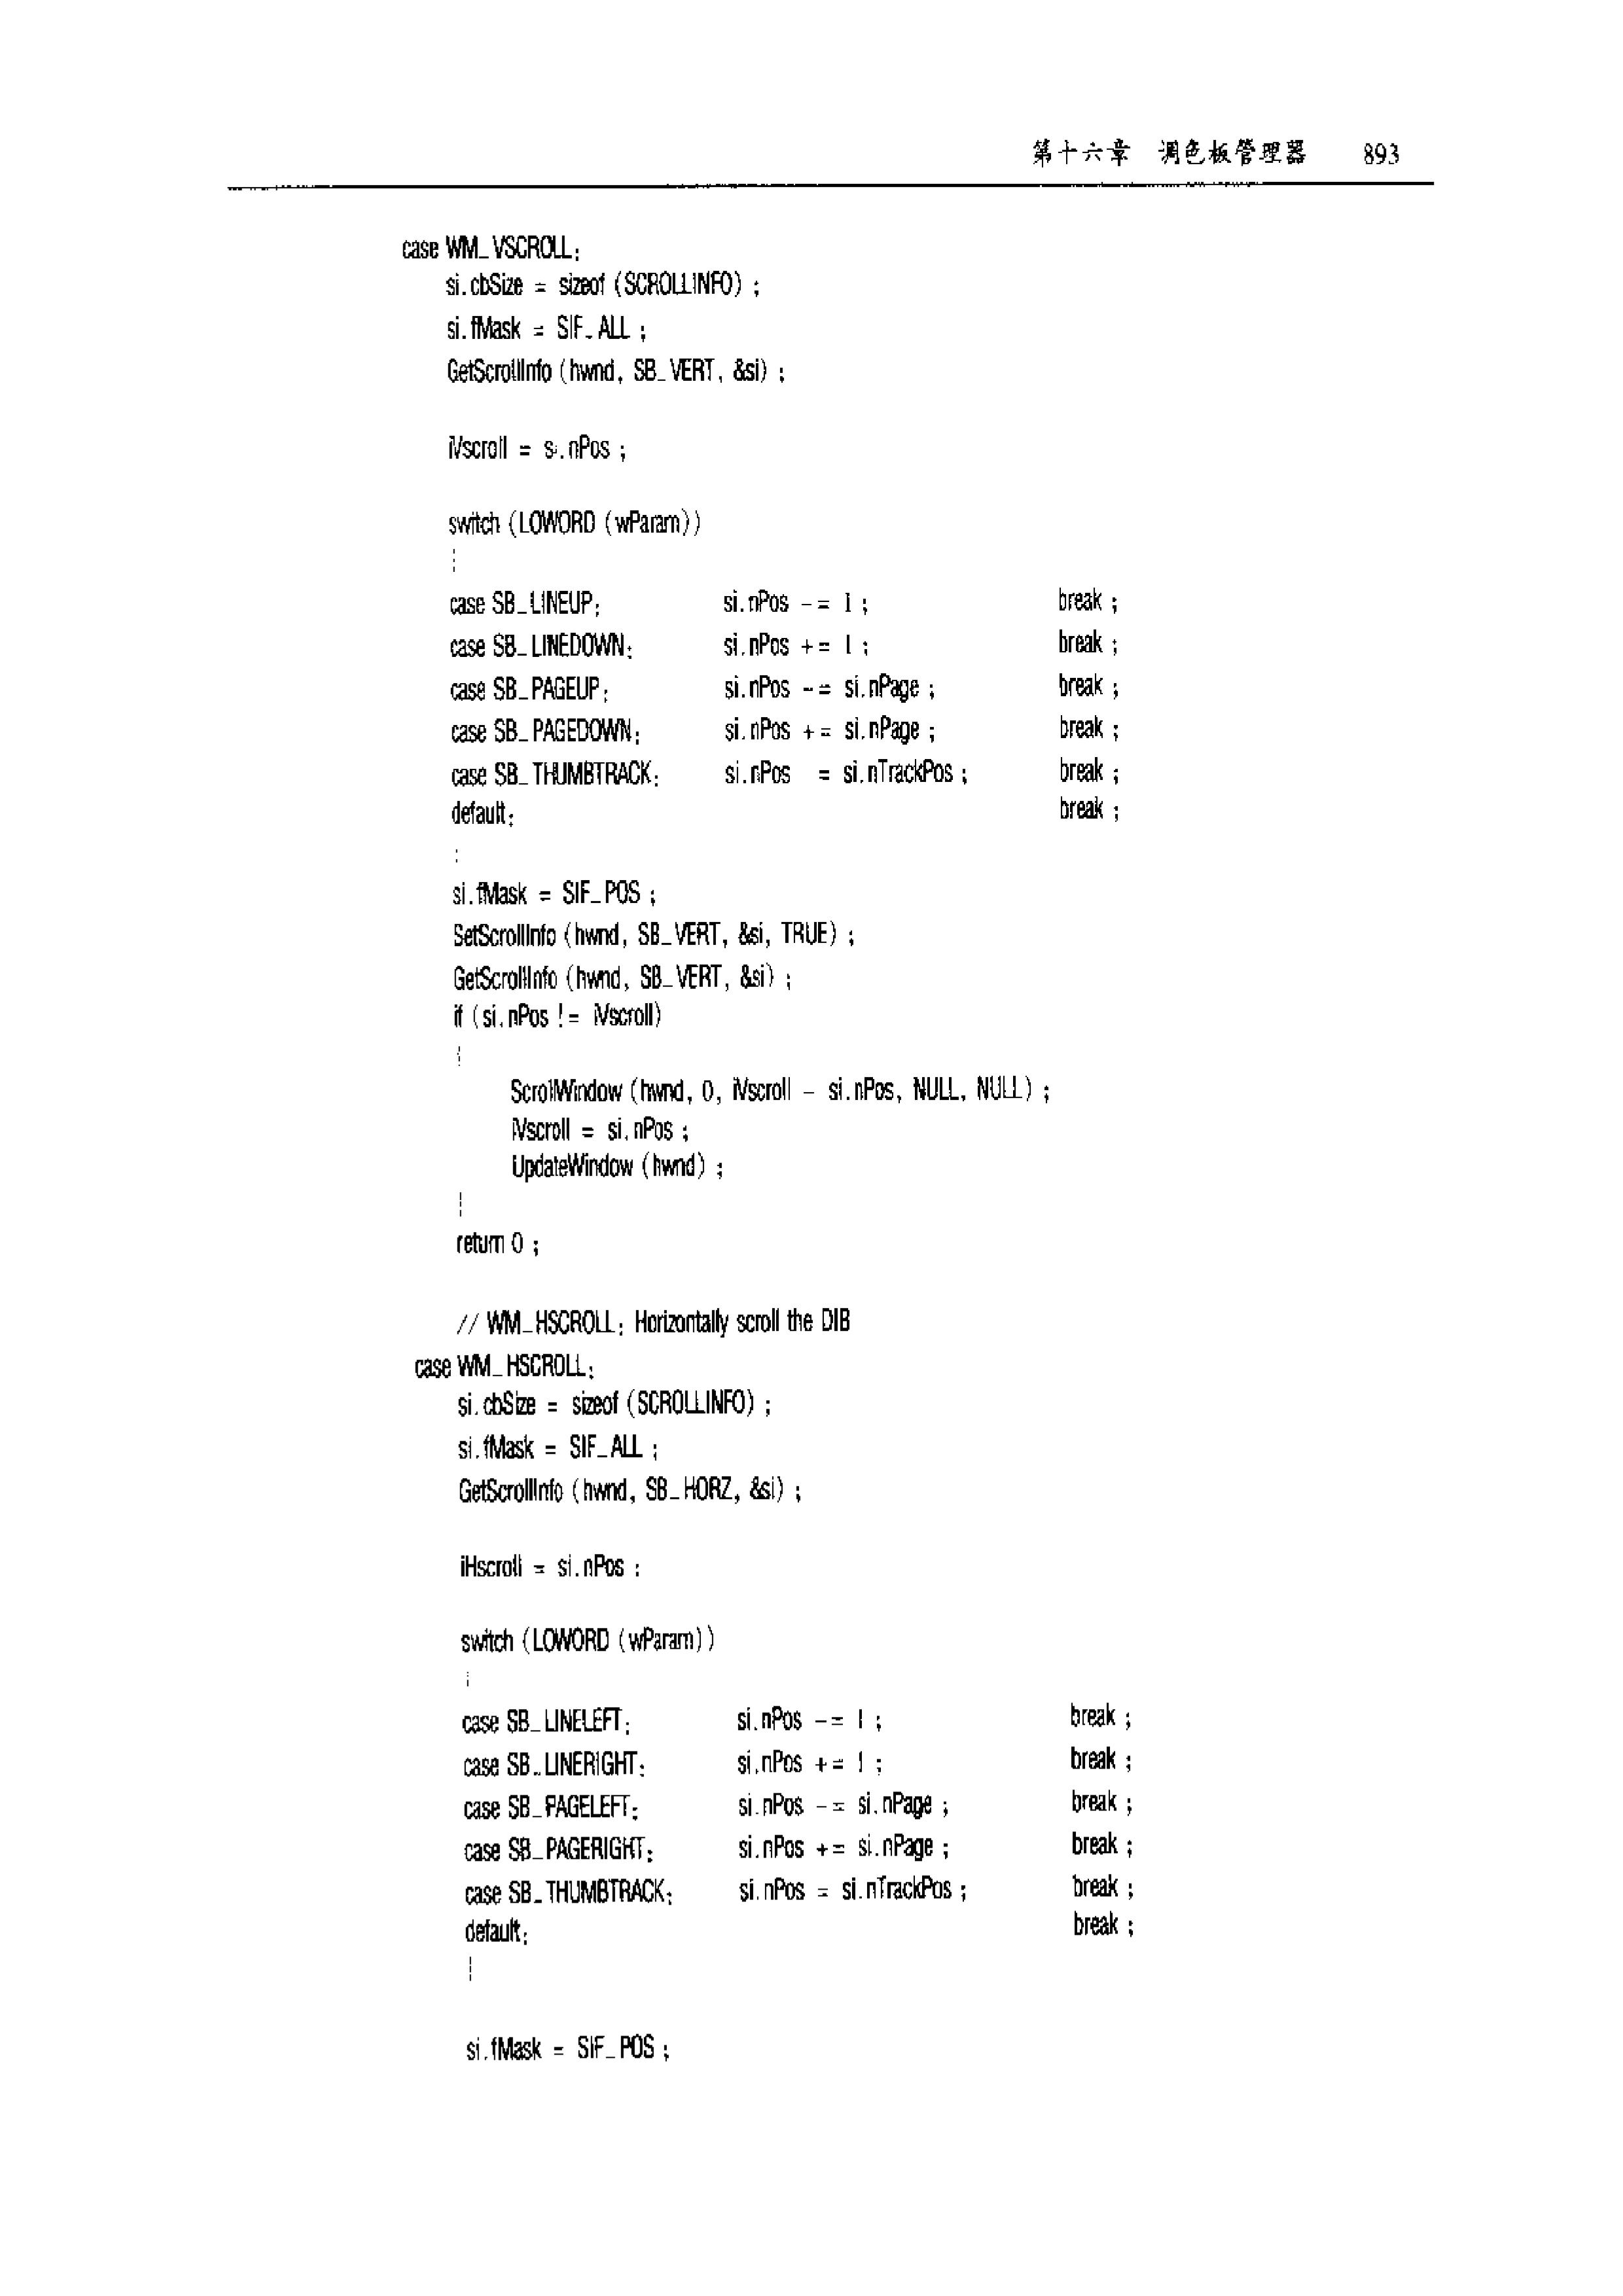 第十六章 调色板管理器 893
case WM_VSCROLL:
si.cbSize = sizeof (SCROLLINFO) ;
si.fMask = SIF_ALL ;
GetScrollInfo (hwnd, SB_VERT, &si) ;
iVscroll = si.nPos ;
switch (LOWORD (wParam))
{
case SB_LINEUP: si.nPos -= 1 ; break ;
case SB_LINEDOWN: si.nPos += 1 ; break ;
case SB_PAGEUP: si.nPos -= si.nPage ; break ;
case SB_PAGEDOWN: si.nPos += si.nPage ; break ;
case SB_THUMBTRACK: si.nPos = si.nTrackPos ; break ;
default: break ;
}
si.fMask = SIF_POS ;
SetScrollInfo (hwnd, SB_VERT, &si, TRUE) ;
GetScrollInfo (hwnd, SB_VERT, &si) ;
if (si.nPos != iVscroll)
{
ScrollWindow (hwnd, 0, iVscroll - si.nPos, NULL, NULL) ;
iVscroll = si.nPos ;
UpdateWindow (hwnd) ;
}
return 0 ;
// WM_HSCROLL: Horizontally scroll the DIB
case WM_HSCROLL:
si.cbSize = sizeof (SCROLLINFO) ;
si.fMask = SIF_ALL ;
GetScrollInfo (hwnd, SB_HORZ, &si) ;
iHscroll = si.nPos ;
switch (LOWORD (wParam))
{
case SB_LINELEFT: si.nPos -= 1 ; break ;
case SB_LINERIGHT: si.nPos += 1 ; break ;
case SB_PAGELEFT: si.nPos -= si.nPage ; break ;
case SB_PAGERIGHT: si.nPos += si.nPage ; break ;
case SB_THUMBTRACK: si.nPos = si.nTrackPos ; break ;
default: break ;
}
si.fMask = SIF_POS ;